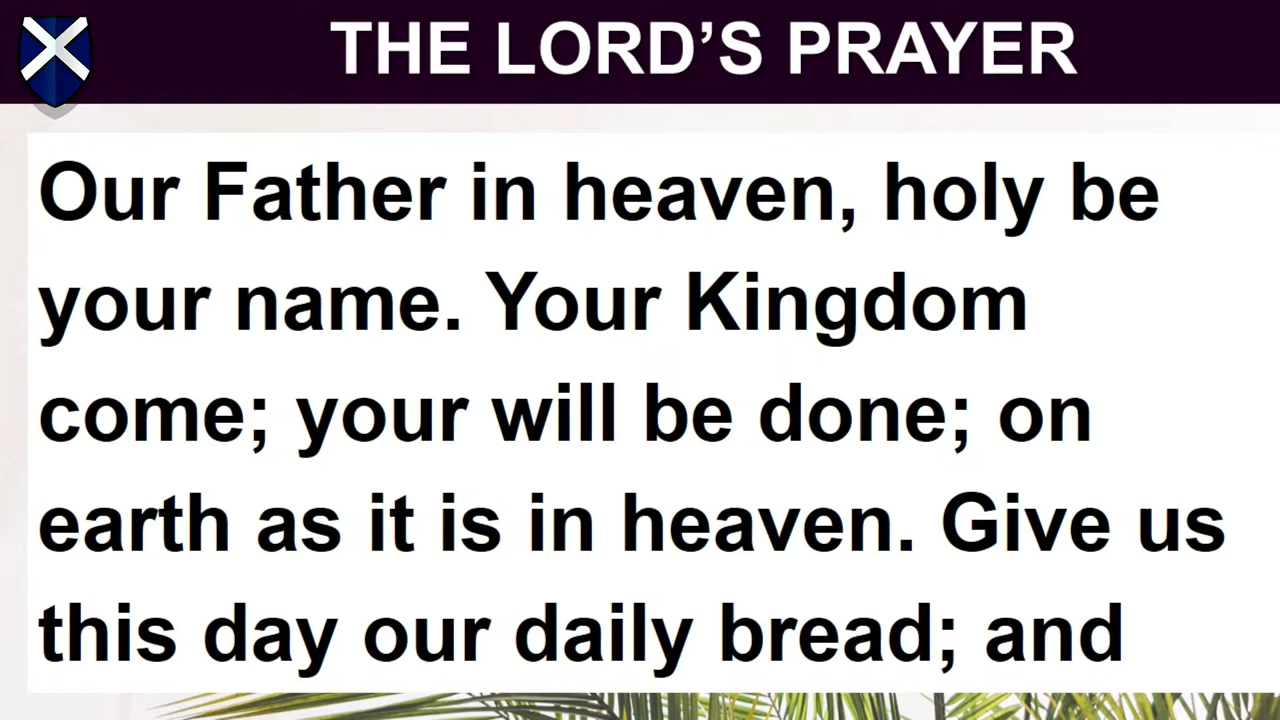 THE LORD’S PRAYER
Our Father in heaven, holy be
your name. Your Kingdom
come; your will be done; on
earth as it is in heaven. Give us
this day our daily bread; and